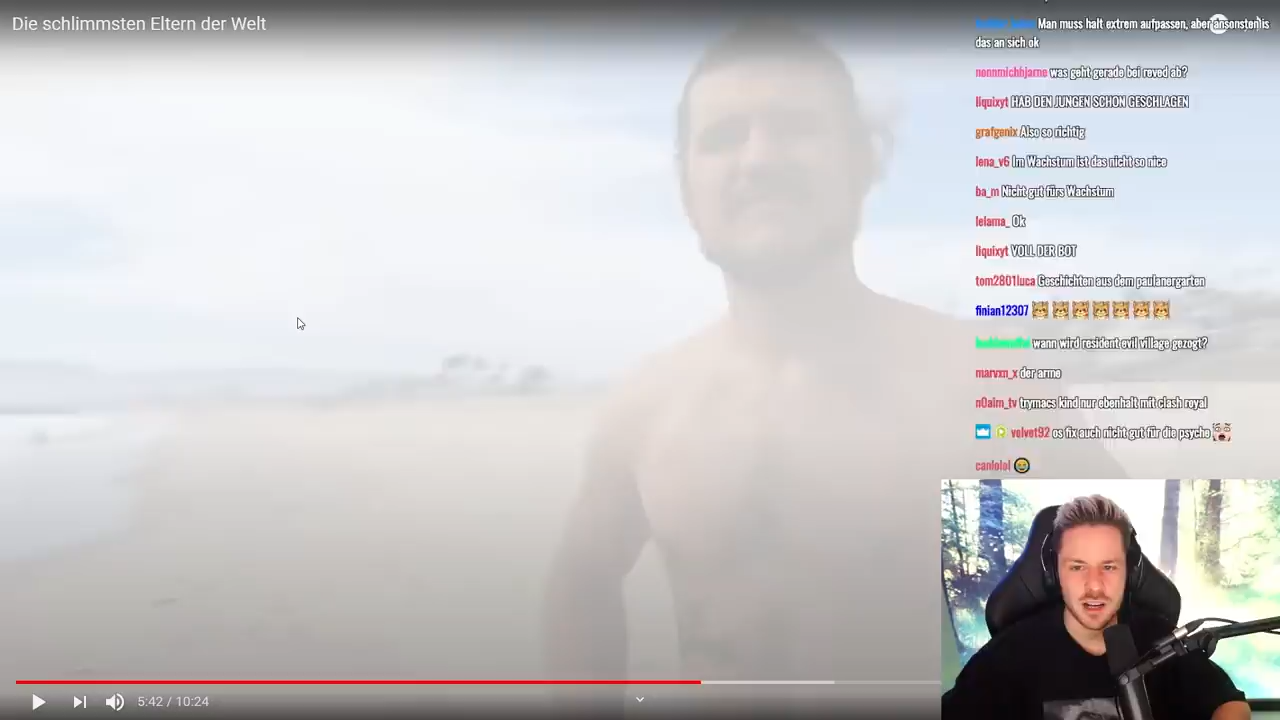 Die schlimmsten Eltern der Welt
Man muss halt extrem aufpassen, aber ansonsten is
das an sich ok
nennmichhjarne was geht gerade bei reved ab?
liquixyt HAB DEN JUNGEN SCHON GESCHLAGEN
grafgenix Also so richtig
lena_v6 Im Wachstum ist das nicht so nice
ba_m Nicht gut fürs Wachstum
lelama_ Ok
liquixyt VOLL DER BOT
tom2801luca Geschichten aus dem paulanergarten
finian12307
wann wird resident evil village gezogt?
marvxn_x der arme
n0aim_tv trymacs kind nur ebenhalt mit clash royal
velvet92 os fix auch nicht gut für die psyche
canlolol
5:42 / 10:24